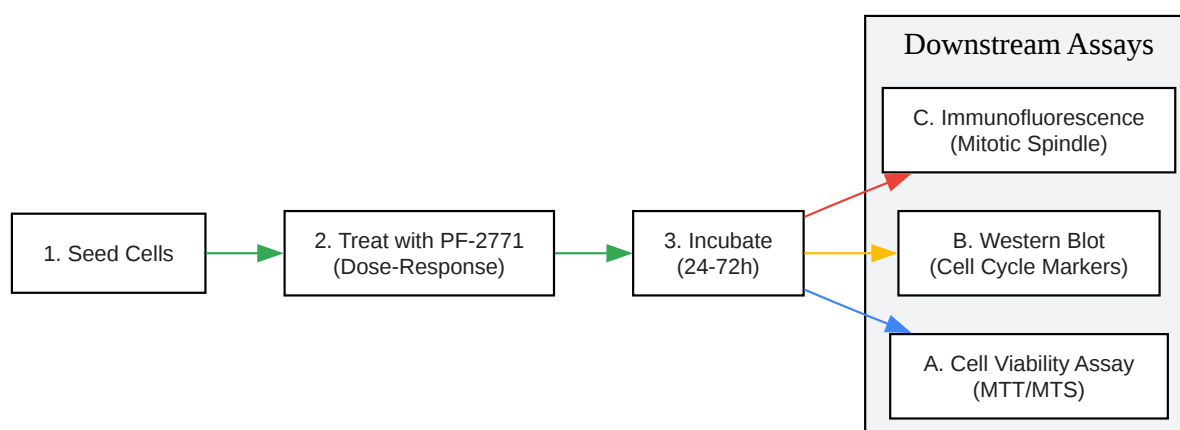 Downstream Assays
C. Immunofluorescence
(Mitotic Spindle)
1. Seed Cells
2. Treat with PF-2771
(Dose-Response)
3. Incubate
(24-72h)
B. Western Blot
(Cell Cycle Markers)
A. Cell Viability Assay
(MTT/MTS)